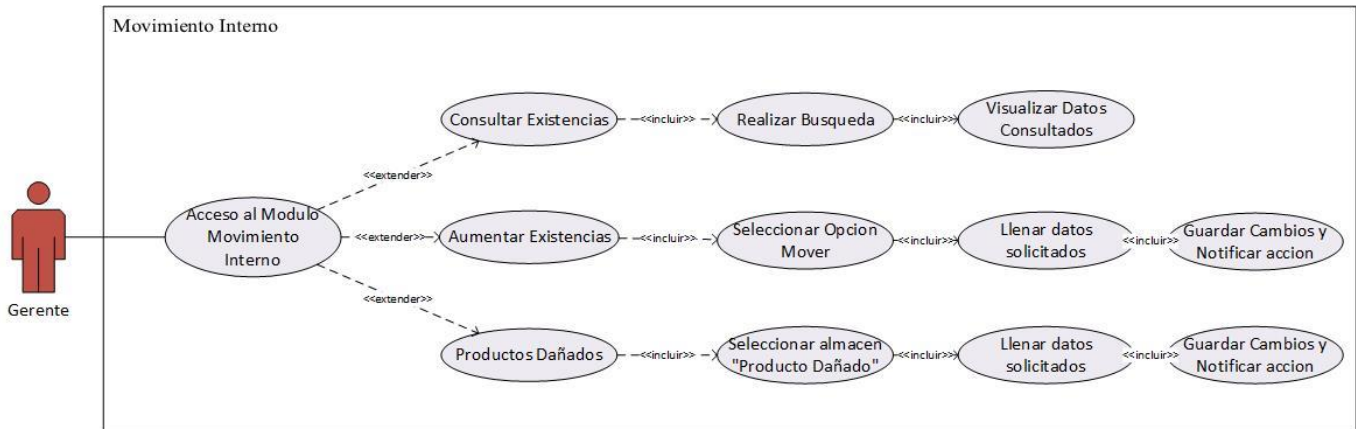 Movimiento Interno
Consultar Existencias
<<incluir>>
Realizar Busqueda
<<incluir>>
Visualizar Datos
Consultados
<<extender>>
Acceso al Modulo
Movimiento
Interno
<<extender>>
Aumentar Existencias
<<incluir>>
Seleccionar Opcion
Mover
<<incluir>>
Llenar datos
solicitados
<<incluir>>
Guardar Cambios y
Notificar accion
Gerente
<<extender>>
Productos Dañados
<<incluir>>
Seleccionar almacen
"Producto Dañado"
<<incluir>>
Llenar datos
solicitados
<<incluir>>
Guardar Cambios y
Notificar accion